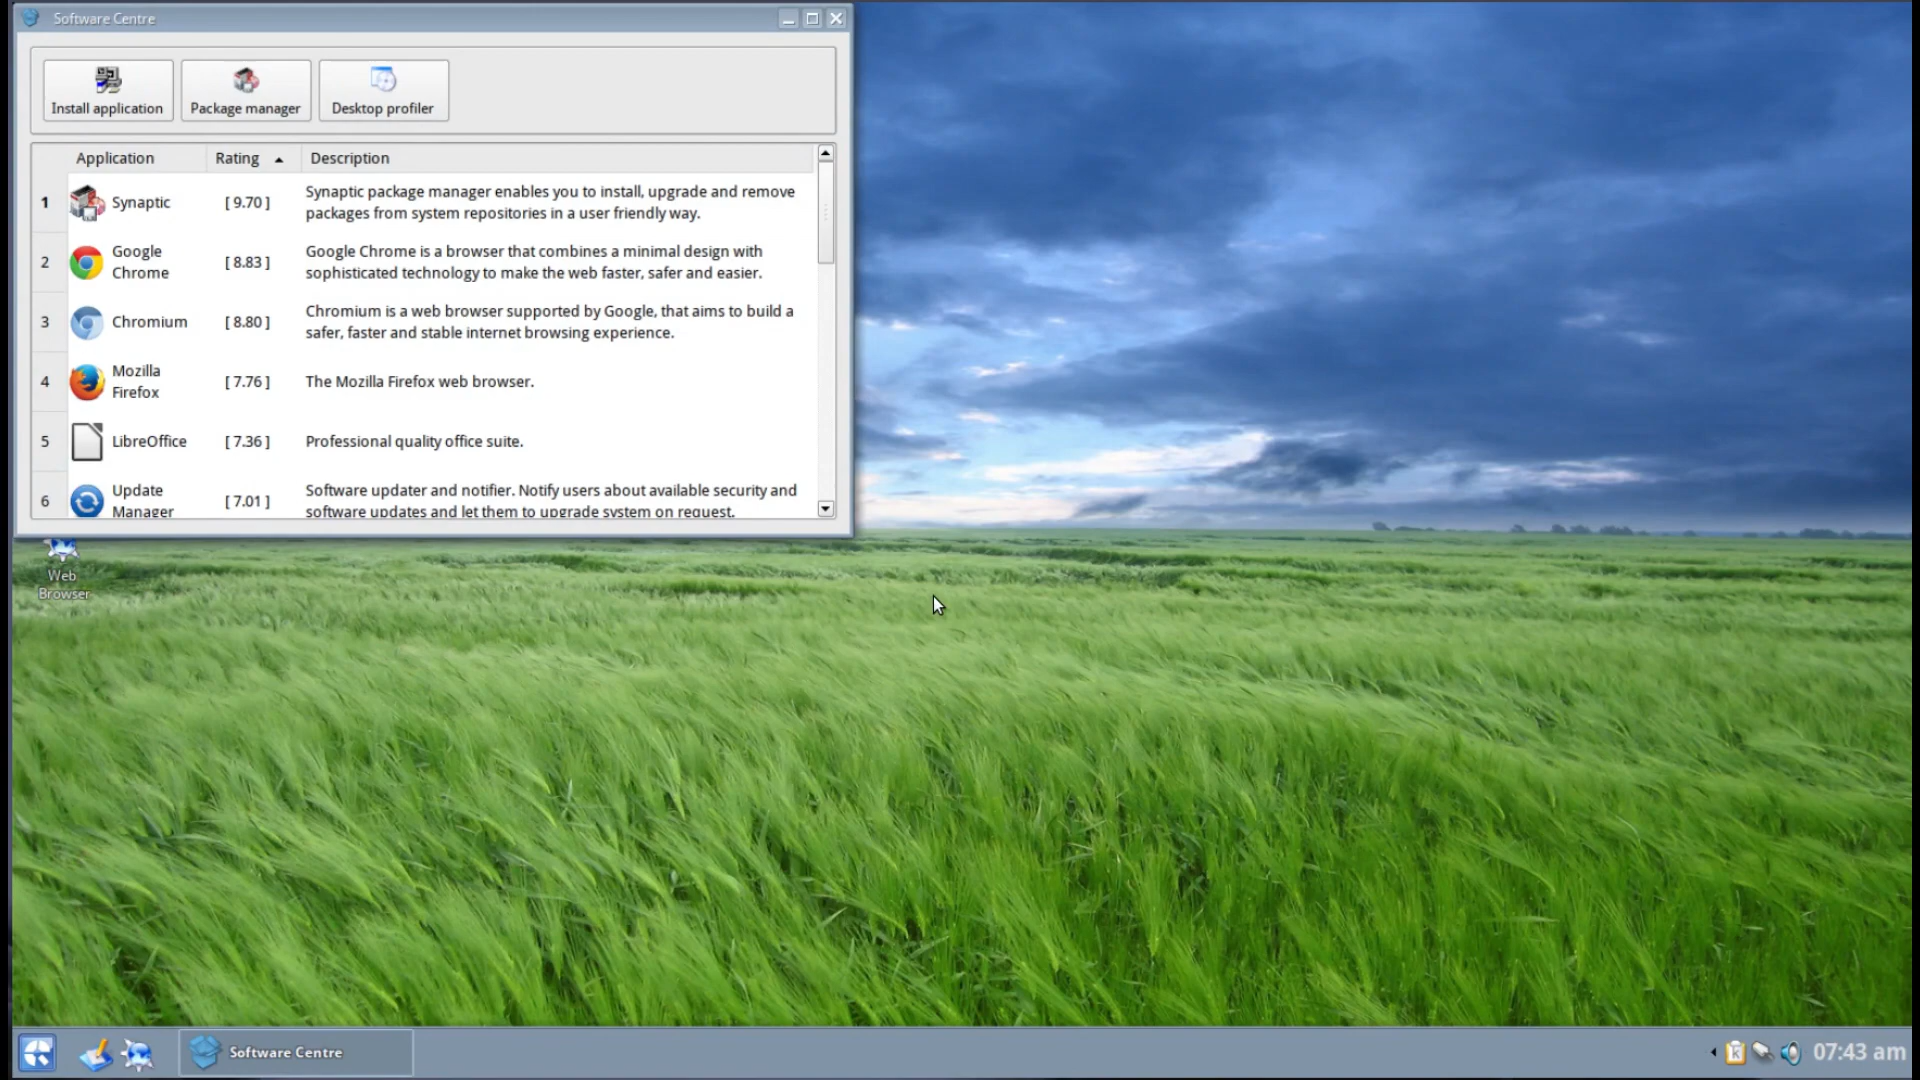 Software Centre
Install application
Package manager
Desktop profiler
Application Rating Description
1 Synaptic [ 9.70 ] Synaptic package manager enables you to install, upgrade and remove
packages from system repositories in a user friendly way.
2 Google
Chrome [ 8.83 ] Google Chrome is a browser that combines a minimal design with
sophisticated technology to make the web faster, safer and easier.
3 Chromium [ 8.80 ] Chromium is a web browser supported by Google, that aims to build a
safer, faster and stable internet browsing experience.
4 Mozilla
Firefox [ 7.76 ] The Mozilla Firefox web browser.
5 LibreOffice [ 7.36 ] Professional quality office suite.
6 Update
Manager [ 7.01 ] Software updater and notifier. Notify users about available security and
software updates and let them to upgrade system on request.
Web
Browser
Software Centre
07:43 am